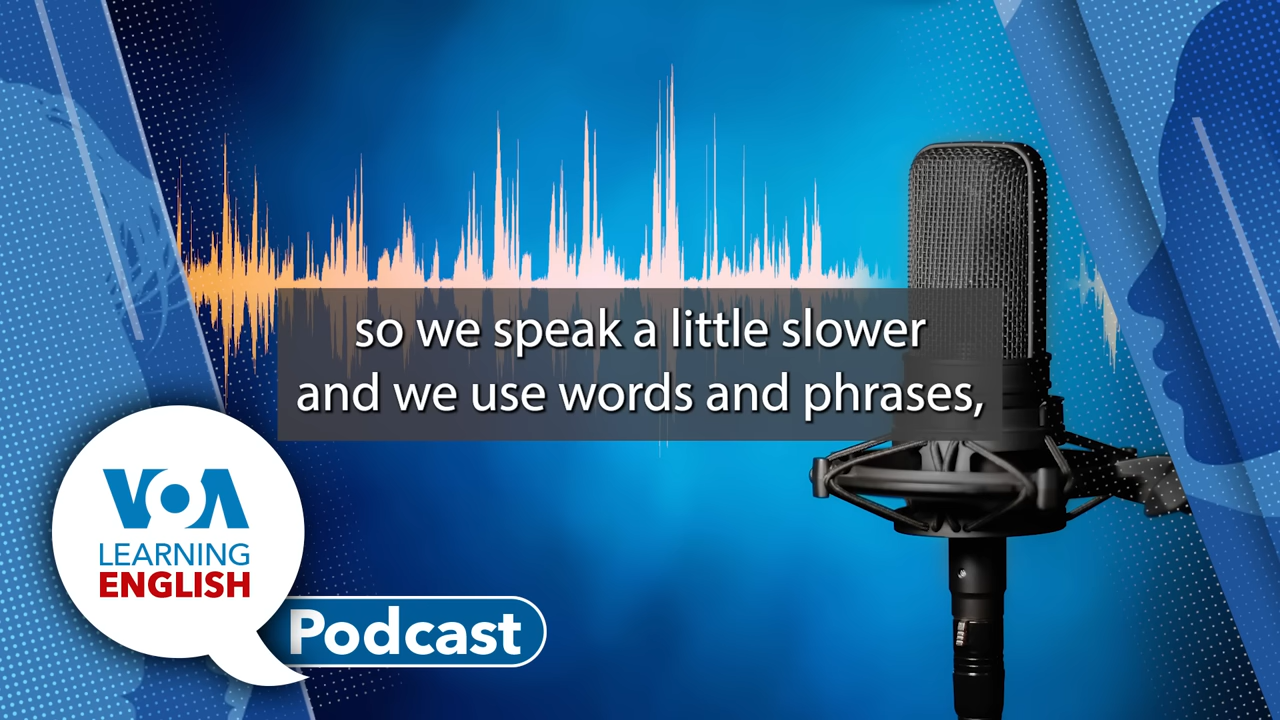 so we speak a little slower
and we use words and phrases,
VOA
LEARNING
ENGLISH
Podcast